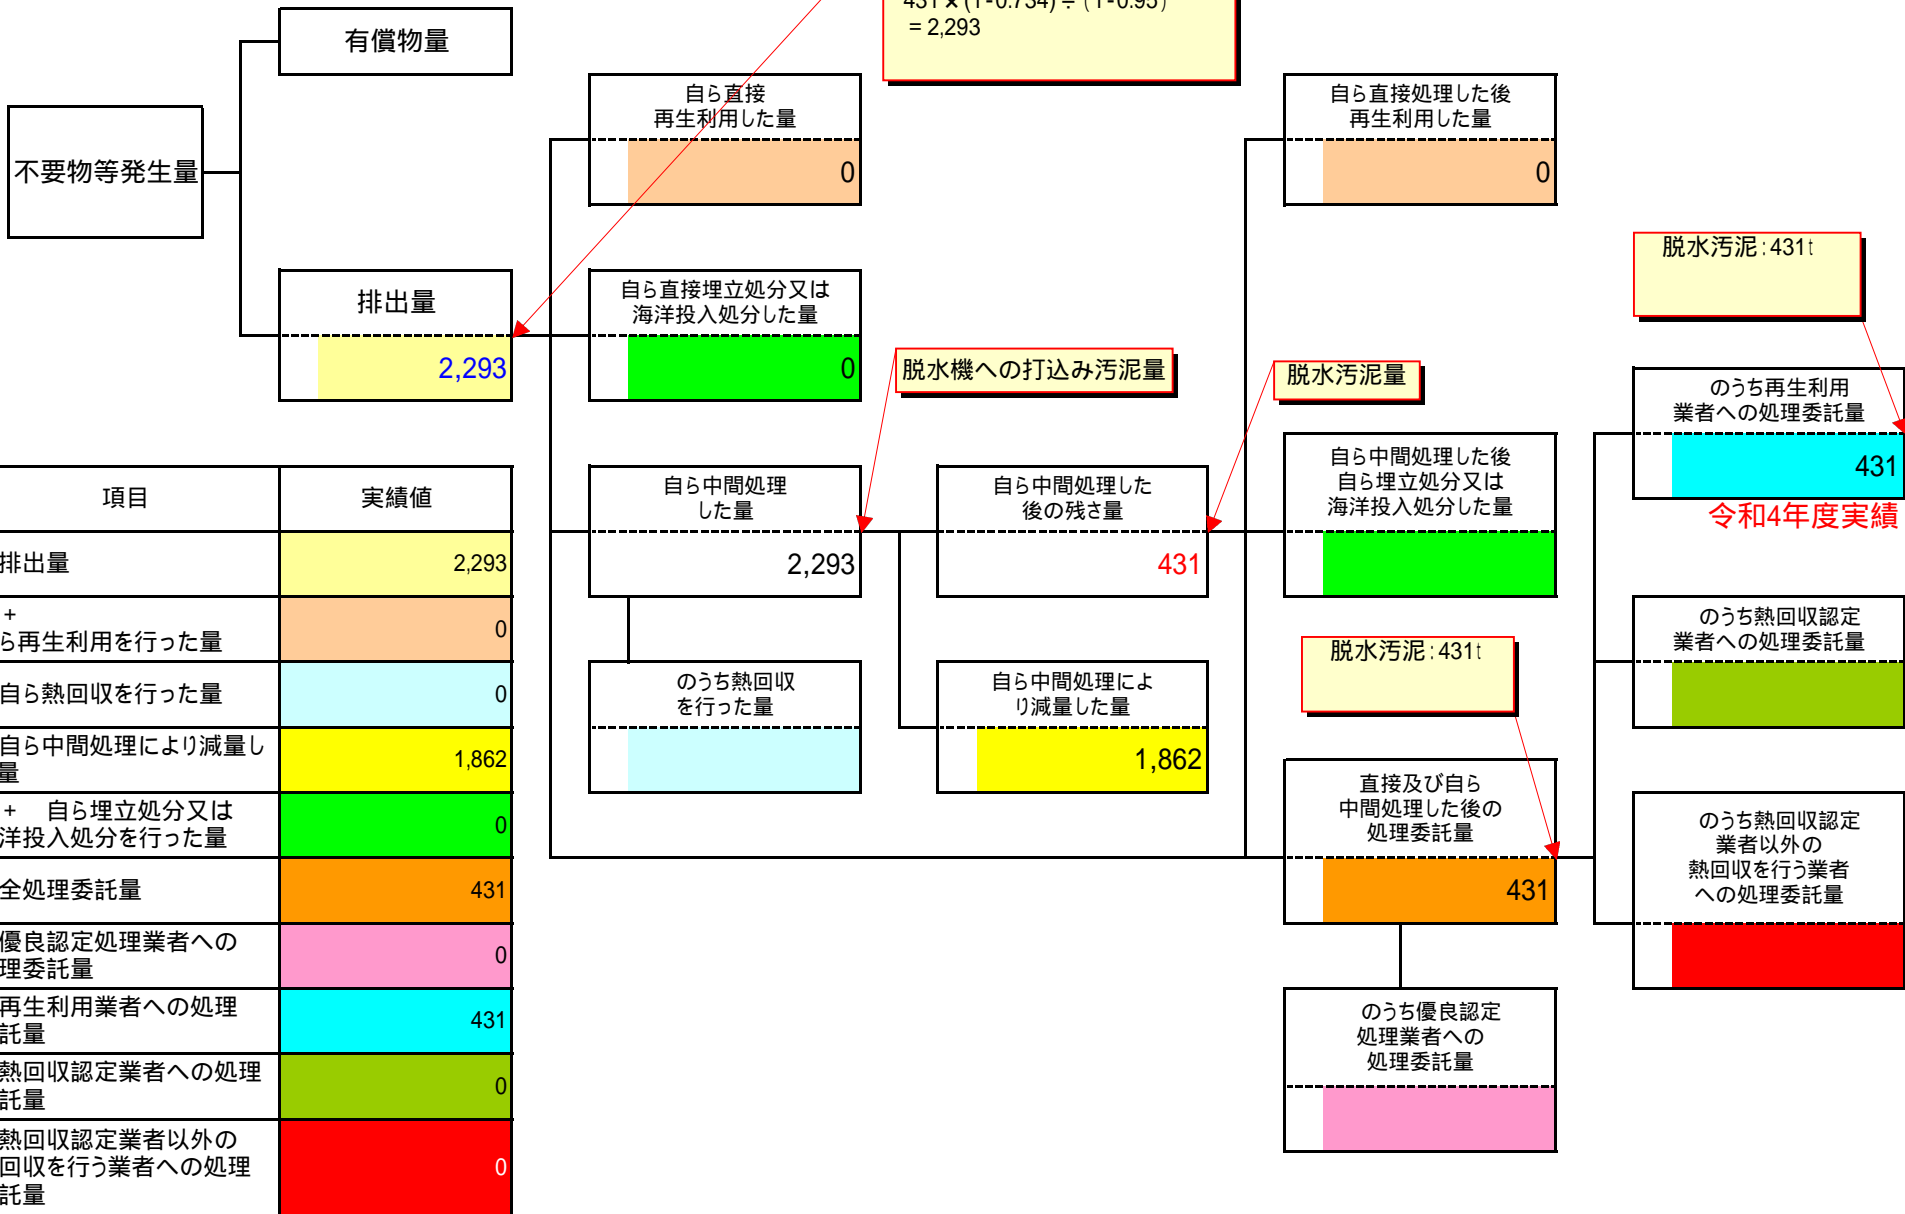 431 × (1-0.734) ÷ (1-0.95)
= 2,293
有償物量
不要物等発生量
排出量
2,293
自ら直接
再生利用した量
0
自ら直接埋立処分又は
海洋投入処分した量
0
脱水機への打込み汚泥量
脱水汚泥量
自ら直接処理した後
再生利用した量
0
脱水汚泥:431t
のうち再生利用
業者への処理委託量
431
令和4年度実績
自ら中間処理
した量
2,293
自ら中間処理した
後の残さ量
431
自ら中間処理した後
自ら埋立処分又は
海洋投入処分した量
のうち熱回収
を行った量
自ら中間処理によ
り減量した量
1,862
脱水汚泥:431t
直接及び自ら
中間処理した後の
処理委託量
431
のうち優良認定
処理業者への
処理委託量
のうち熱回収認定
業者への処理委託量
のうち熱回収認定
業者以外の
熱回収を行う業者
への処理委託量
項目 実績値
排出量 2,293
+
ら再生利用を行った量 0
自ら熱回収を行った量 0
自ら中間処理により減量し
量 1,862
+ 自ら埋立処分又は
洋投入処分を行った量 0
全処理委託量 431
優良認定処理業者への
理委託量 0
再生利用業者への処理
託量 431
熱回収認定業者への処理
託量 0
熱回収認定業者以外の
回収を行う業者への処理
託量 0